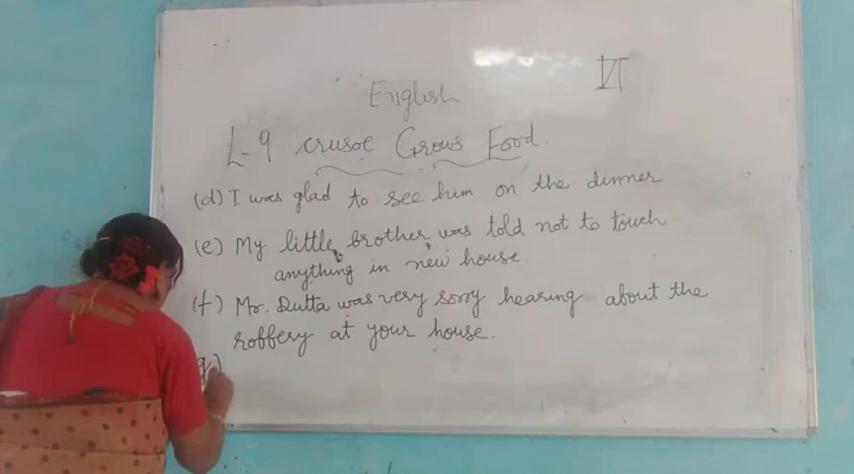 VI
English
L-9 crusoe Grows Food.
(d) I was glad to see him on the dinner
(e) My little brother was told not to touch
anything in new house.
(f) Mr. Dutta was very sorry hearing about the
robbery at your house.
(g)